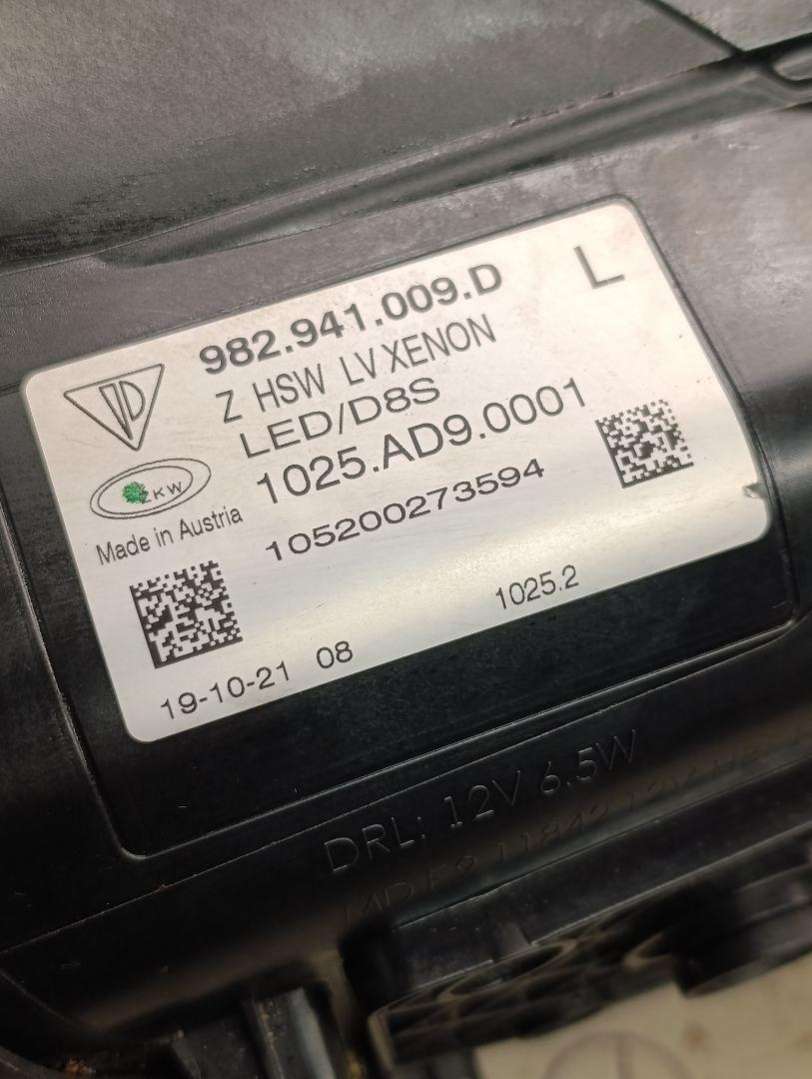 982.941.009.D
L
Z HSW LV XENON
LED/D8S
1025.AD9.0001
ZKW
Made in Austria
105200273594
1025.2
19-10-21 08
DRL: 12V 6.5W